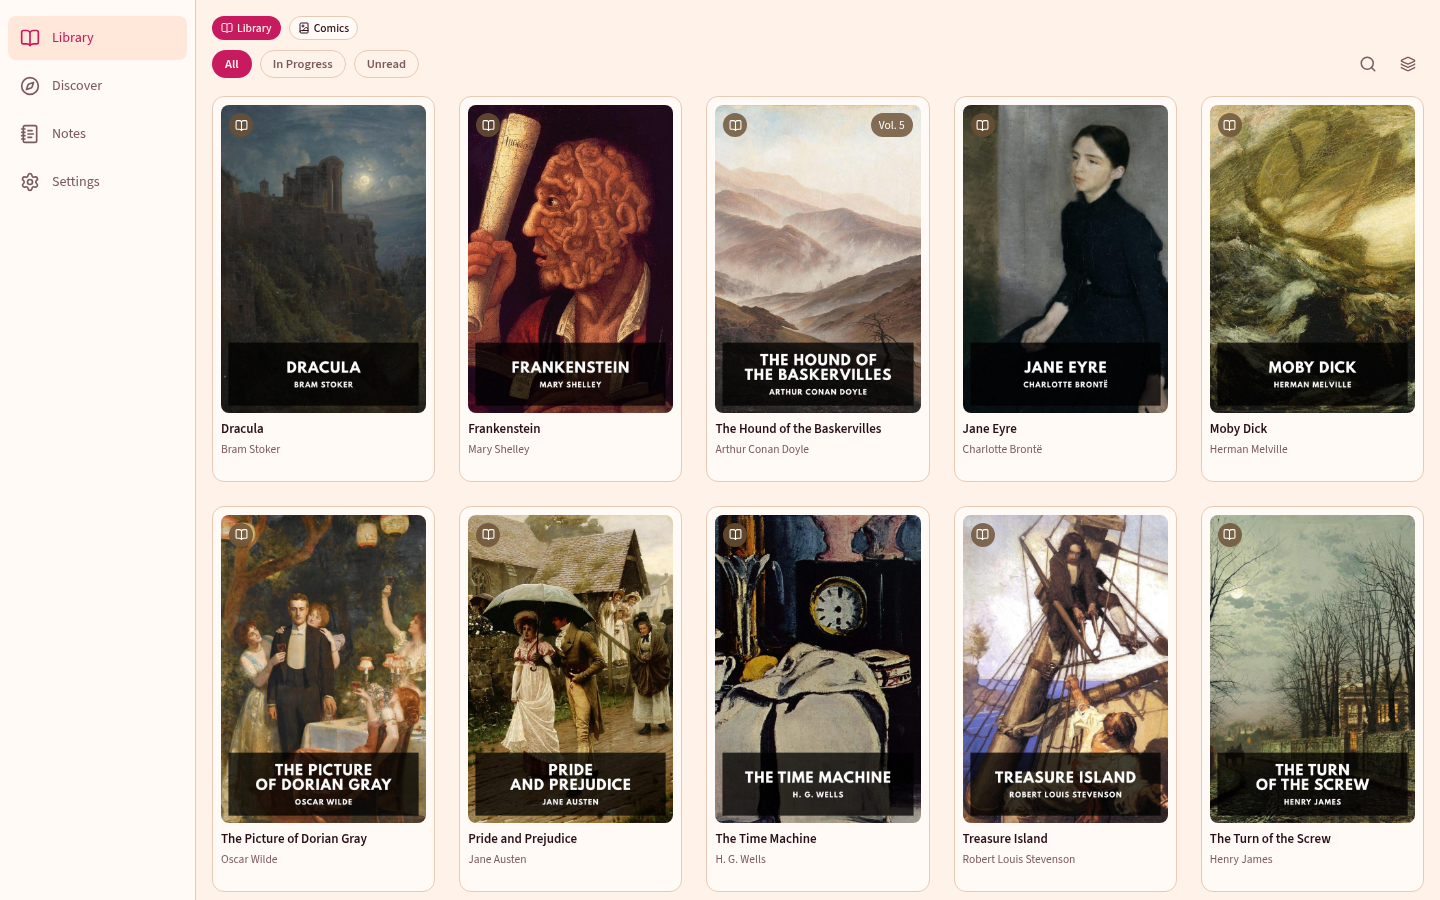 Library
Discover
Notes
Settings
Library
Comics
All
In Progress
Unread
DRACULA
BRAM STOKER
Dracula
Bram Stoker
FRANKENSTEIN
MARY SHELLEY
Frankenstein
Mary Shelley
Vol. 5
THE HOUND OF
THE BASKERVILLES
ARTHUR CONAN DOYLE
The Hound of the Baskervilles
Arthur Conan Doyle
JANE EYRE
CHARLOTTE BRONTË
Jane Eyre
Charlotte Brontë
MOBY DICK
HERMAN MELVILLE
Moby Dick
Herman Melville
THE PICTURE
OF DORIAN GRAY
OSCAR WILDE
The Picture of Dorian Gray
Oscar Wilde
PRIDE
AND PREJUDICE
JANE AUSTEN
Pride and Prejudice
Jane Austen
THE TIME MACHINE
H. G. WELLS
The Time Machine
H. G. Wells
TREASURE ISLAND
ROBERT LOUIS STEVENSON
Treasure Island
Robert Louis Stevenson
THE TURN
OF THE SCREW
HENRY JAMES
The Turn of the Screw
Henry James